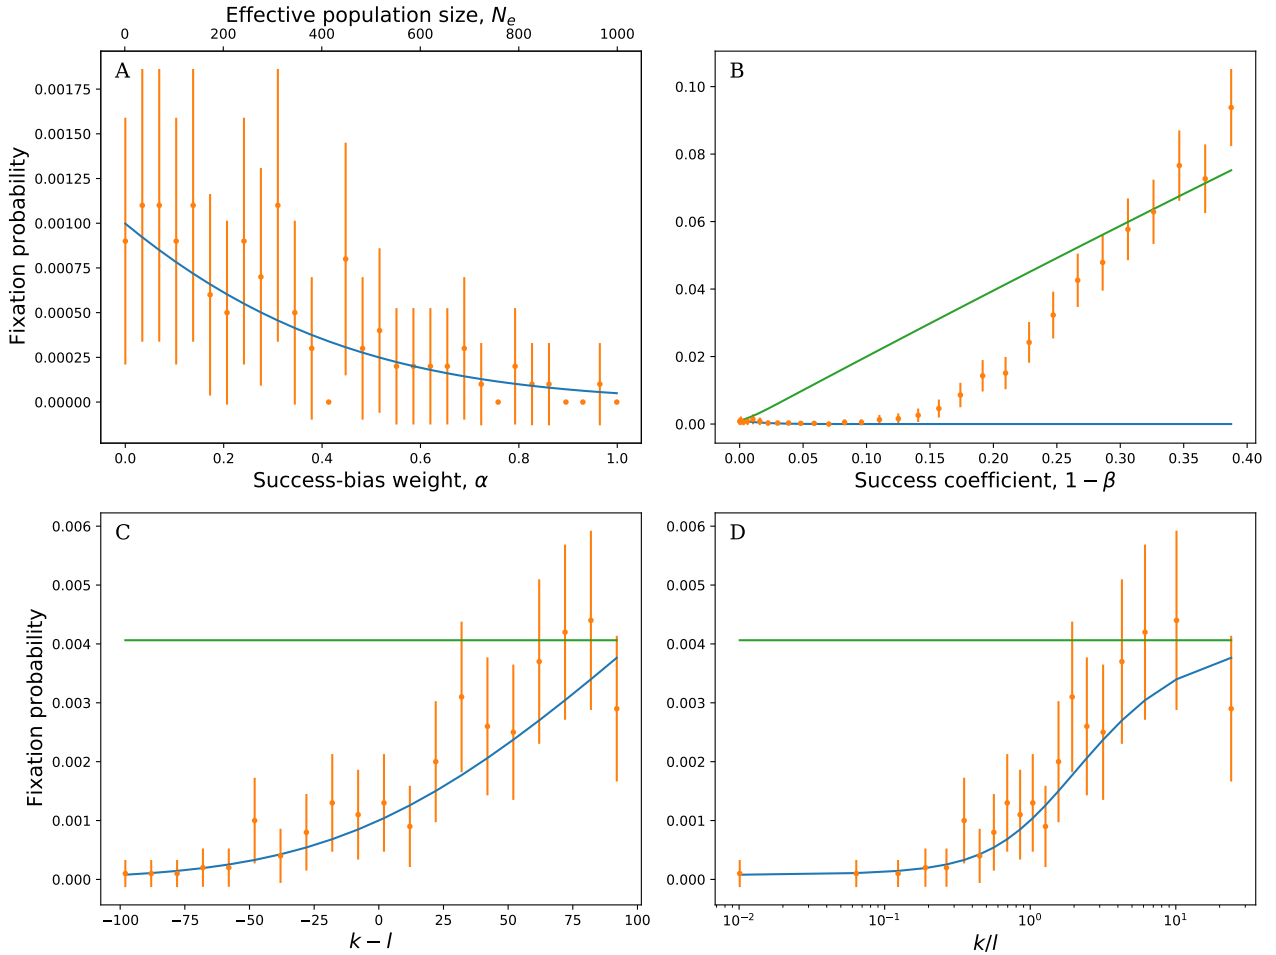 Effective population size, Nₑ
0 200 400 600 800 1000
A
0.00175
0.00150
0.00125
0.00100
0.00075
0.00050
0.00025
0.00000
Fixation probability
0.0 0.2 0.4 0.6 0.8 1.0
Success-bias weight, α
B
0.10
0.08
0.06
0.04
0.02
0.00
0.00 0.05 0.10 0.15 0.20 0.25 0.30 0.35 0.40
Success coefficient, 1 − β
C
0.006
0.005
0.004
0.003
0.002
0.001
0.000
Fixation probability
−100 −75 −50 −25 0 25 50 75 100
k − l
D
0.006
0.005
0.004
0.003
0.002
0.001
0.000
10⁻² 10⁻¹ 10⁰ 10¹
k/l